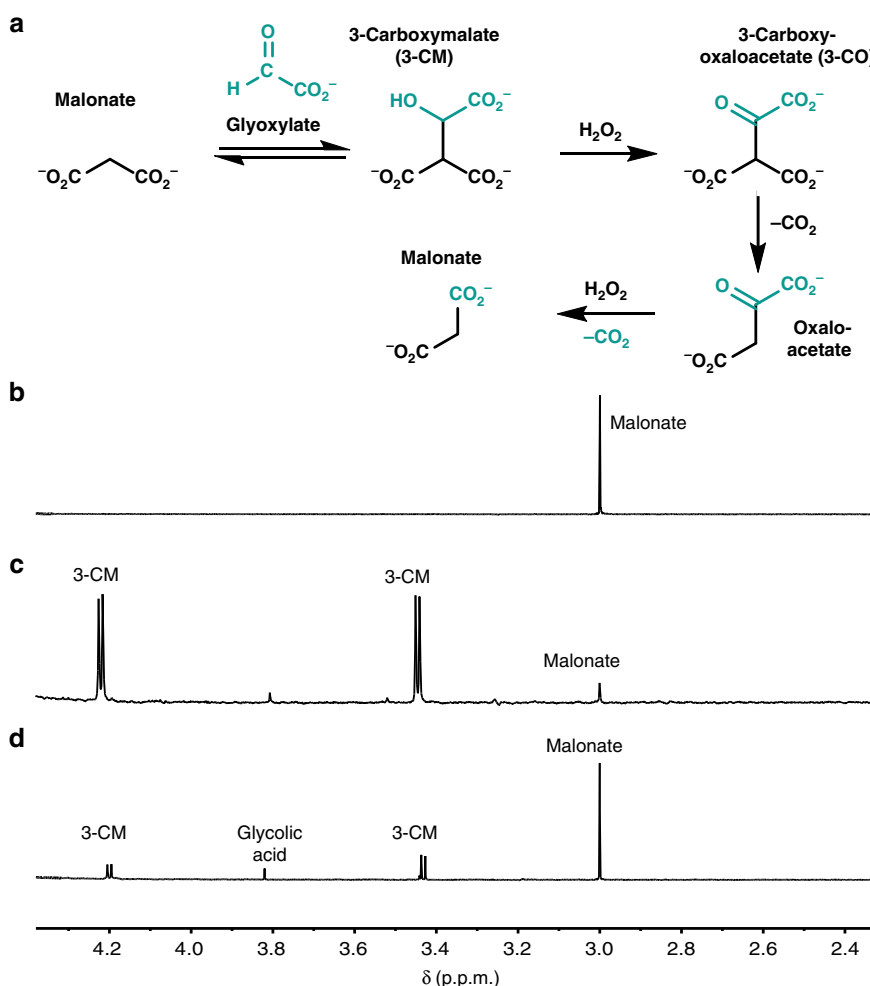 a
3-Carboxymalate
(3-CM)
3-Carboxy-
oxaloacetate (3-CO)
O
H
C
CO₂⁻
Malonate
Glyoxylate
HO
CO₂⁻
H₂O₂
O
CO₂⁻
⁻O₂C
CO₂⁻
⁻O₂C
CO₂⁻
⁻O₂C
CO₂⁻
–CO₂
Malonate
CO₂⁻
H₂O₂
–CO₂
O
CO₂⁻
Oxalo-
acetate
⁻O₂C
⁻O₂C
b
Malonate
c
3-CM
3-CM
Malonate
d
Malonate
3-CM
Glycolic
acid
3-CM
4.2
4.0
3.8
3.6
3.4
3.2
3.0
2.8
2.6
2.4
δ (p.p.m.)